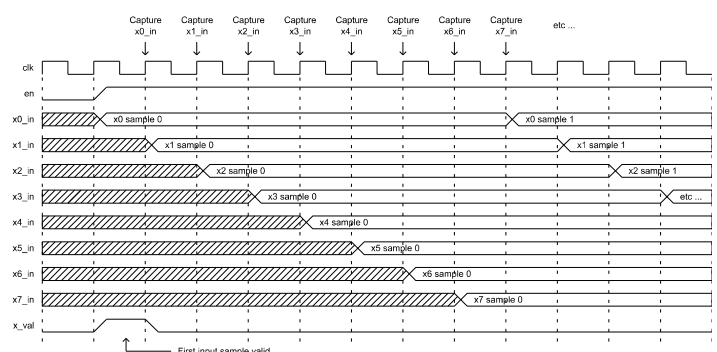 Capture Capture Capture Capture Capture Capture Capture Capture
x0_in x1_in x2_in x3_in x4_in x5_in x6_in x7_in etc ...
clk
en
x0_in x0 sample 0 x0 sample 1
x1_in x1 sample 0 x1 sample 1
x2_in x2 sample 0 x2 sample 1
x3_in x3 sample 0 etc ...
x4_in x4 sample 0
x5_in x5 sample 0
x6_in x6 sample 0
x7_in x7 sample 0
x_val
First input sample valid